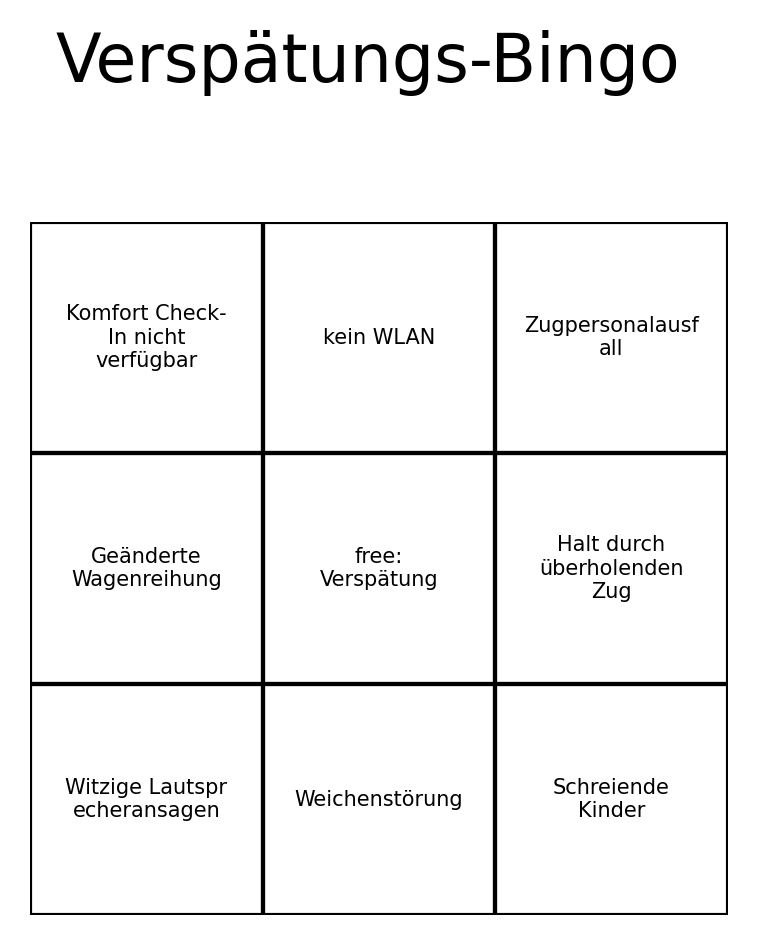 Verspätungs-Bingo
Komfort Check-
In nicht
verfügbar
kein WLAN
Zugpersonalausf
all
Geänderte
Wagenreihung
free:
Verspätung
Halt durch
überholenden
Zug
Witzige Lautspr
echeransagen
Weichenstörung
Schreiende
Kinder